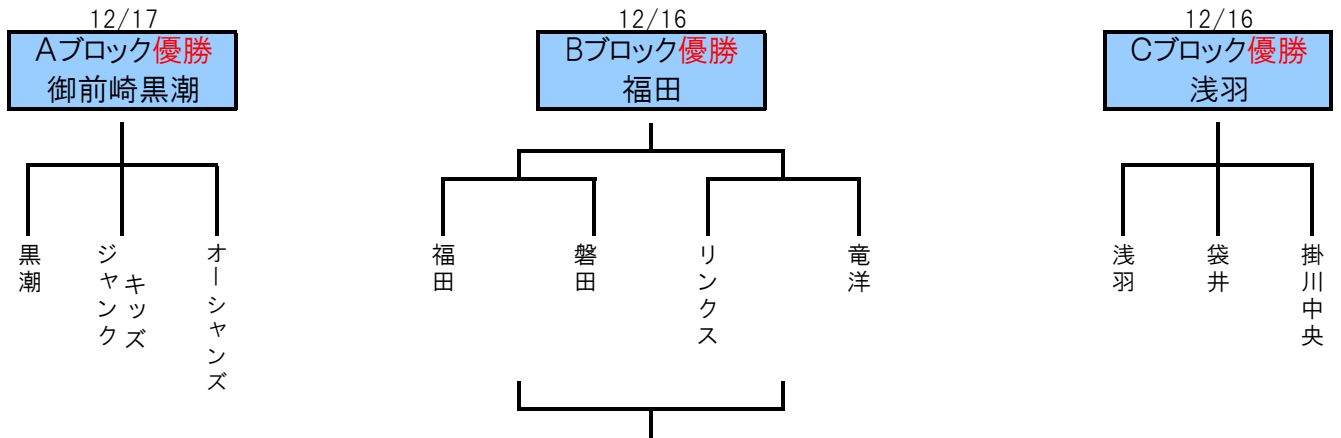 12/17
Aブロック優勝
御前崎黒潮
黒潮
ジャンク
キッズ
オーシャンズ
12/16
Bブロック優勝
福田
福田
磐田
リンクス
竜洋
12/16
Cブロック優勝
浅羽
浅羽
袋井
掛川中央